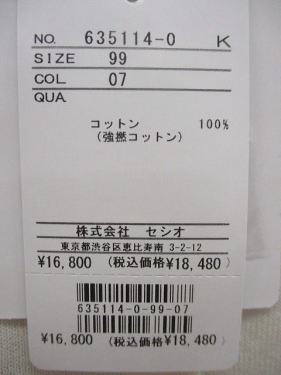 NO. 635114-0 K
SIZE 99
COL 07
QUA
コットン 100%
(強撚コットン)
株式会社 セシオ
東京都渋谷区恵比寿南 3-2-12
¥16,800 (税込価格¥18,480)
635114-0-99-07
¥16,800 (税込価格¥18,480)